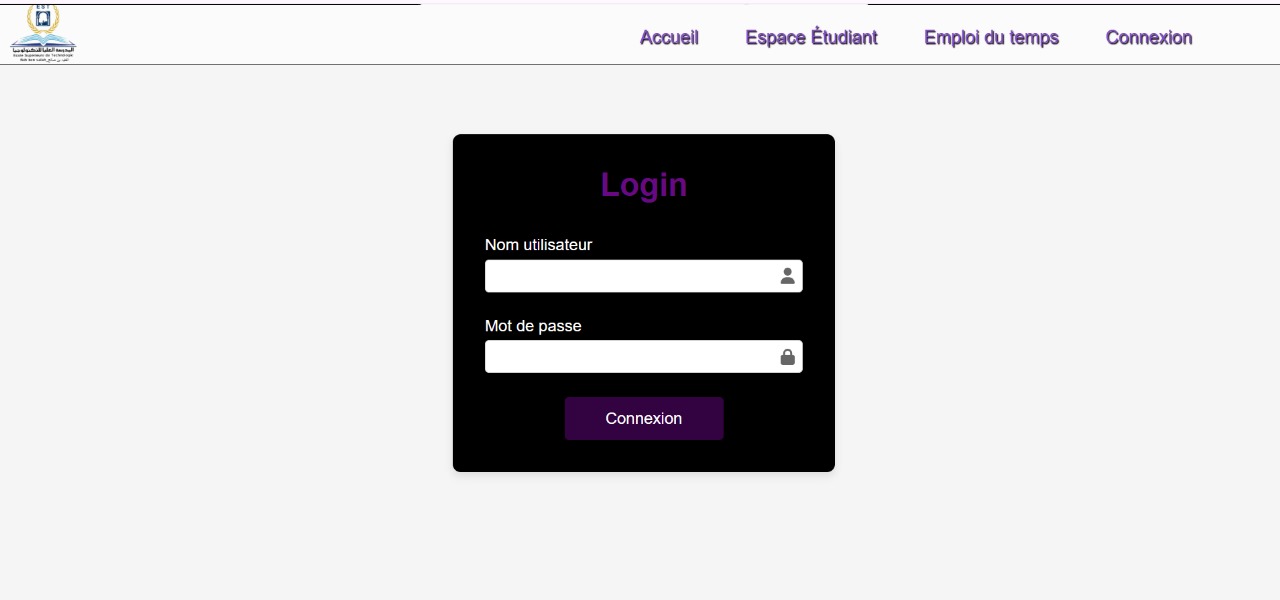 EST
المدرسة العليا للتكنولوجيا
Ecole Supérieure de Technologie
Accueil
Espace Étudiant
Emploi du temps
Connexion
Login
Nom utilisateur
Mot de passe
Connexion